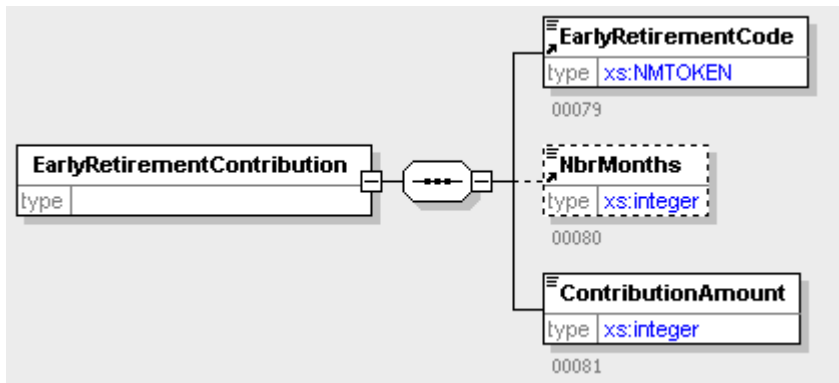 EarlyRetirementCode
type xs:NMTOKEN
00079
EarlyRetirementContribution
type
NbrMonths
type xs:integer
00080
ContributionAmount
type xs:integer
00081